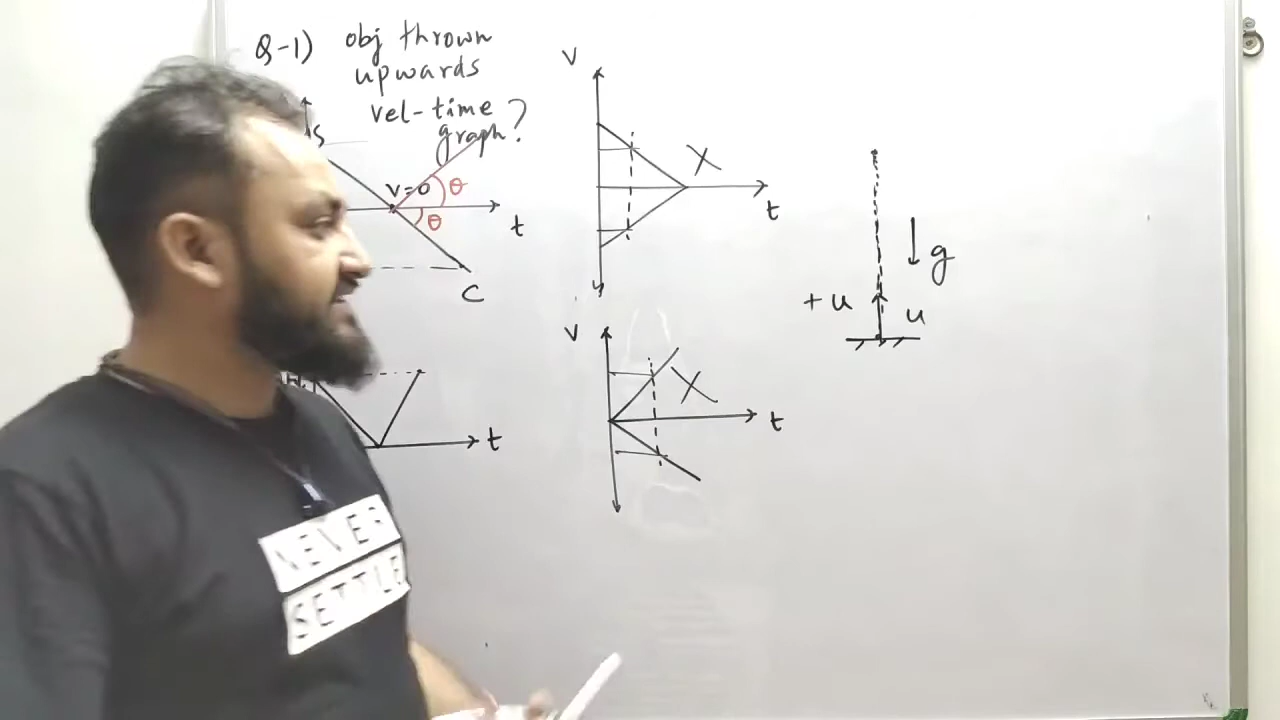 Q-1) obj thrown
upwards
vel-time
graph?
S
V=0
θ
θ
t
C
t
V
X
t
V
X
t
g
+u
u
NEVER
SETTLE